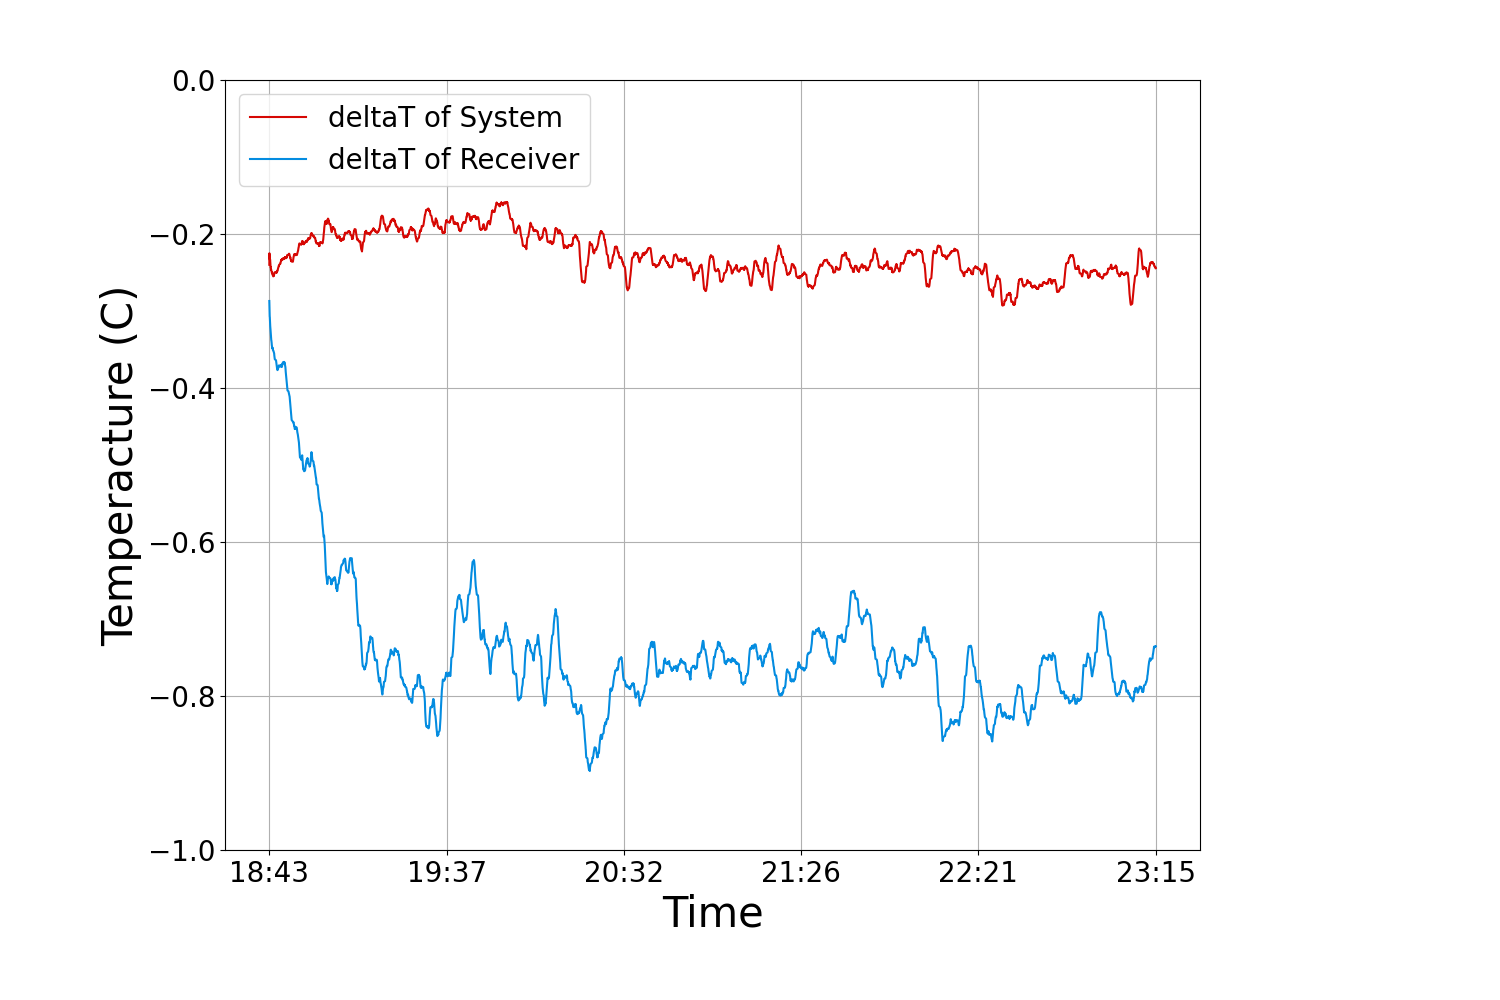 deltaT of System
deltaT of Receiver
0.0
−0.2
−0.4
−0.6
−0.8
−1.0
Temperacture (C)
18:43 19:37 20:32 21:26 22:21 23:15
Time